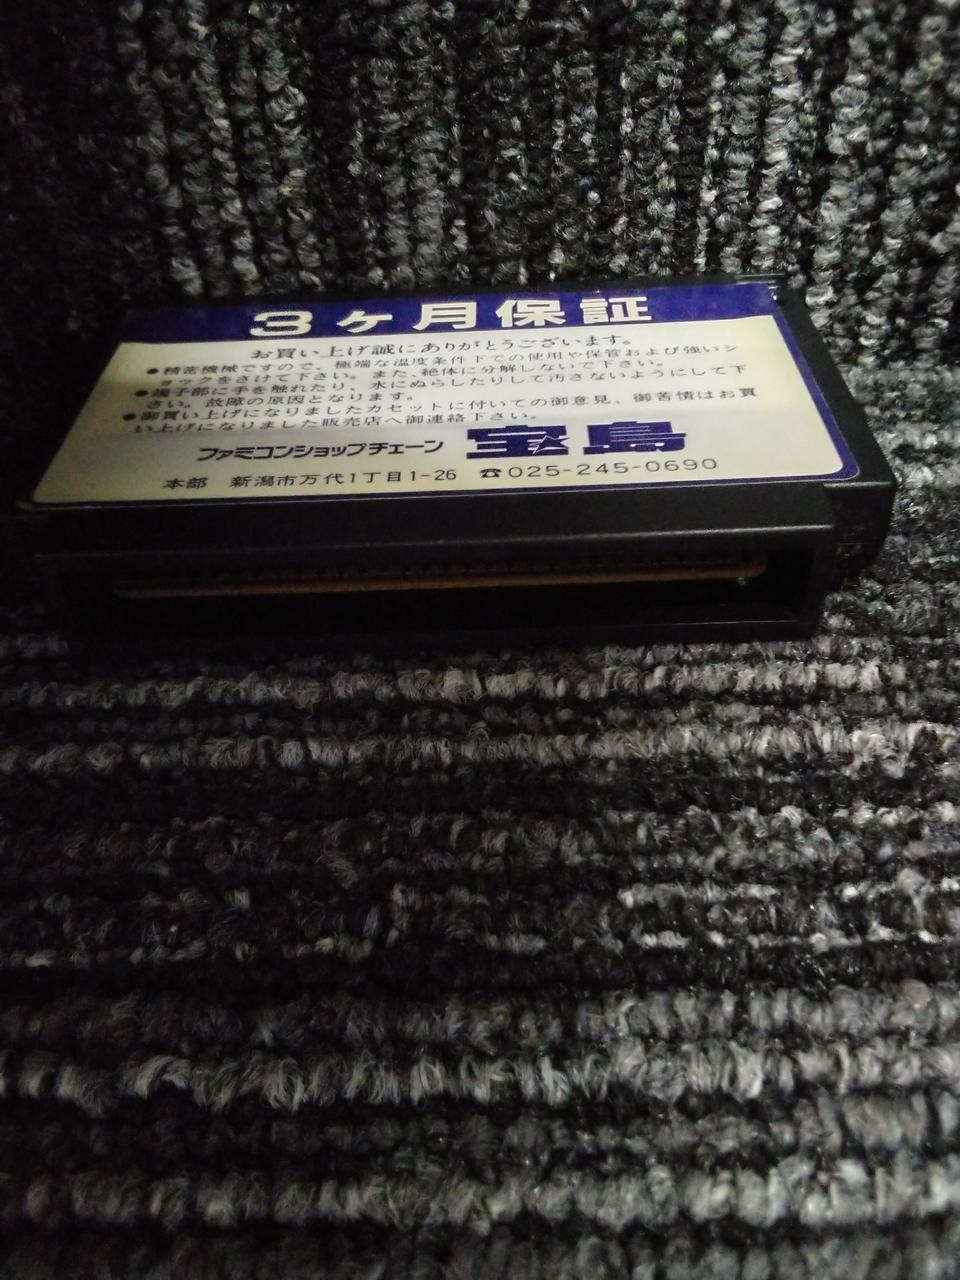 3ヶ月保証
お買い上げ誠にありがとうございます。
●精密機械ですので、極端な温度条件下での使用や保管および強いシ
ョックをさけて下さい。また、絶体に分解しないで下さい。
●端子部に手を触れたり、水にぬらしたりして汚さないようにして下
さい。故障の原因となります。
●御買い上げになりましたカセットに付いての御意見、御苦情はお買
い上げになりました販売店へ御連絡下さい。
ファミコンショップチェーン 宝島
本部 新潟市万代1丁目1-26 ☎025-245-0690